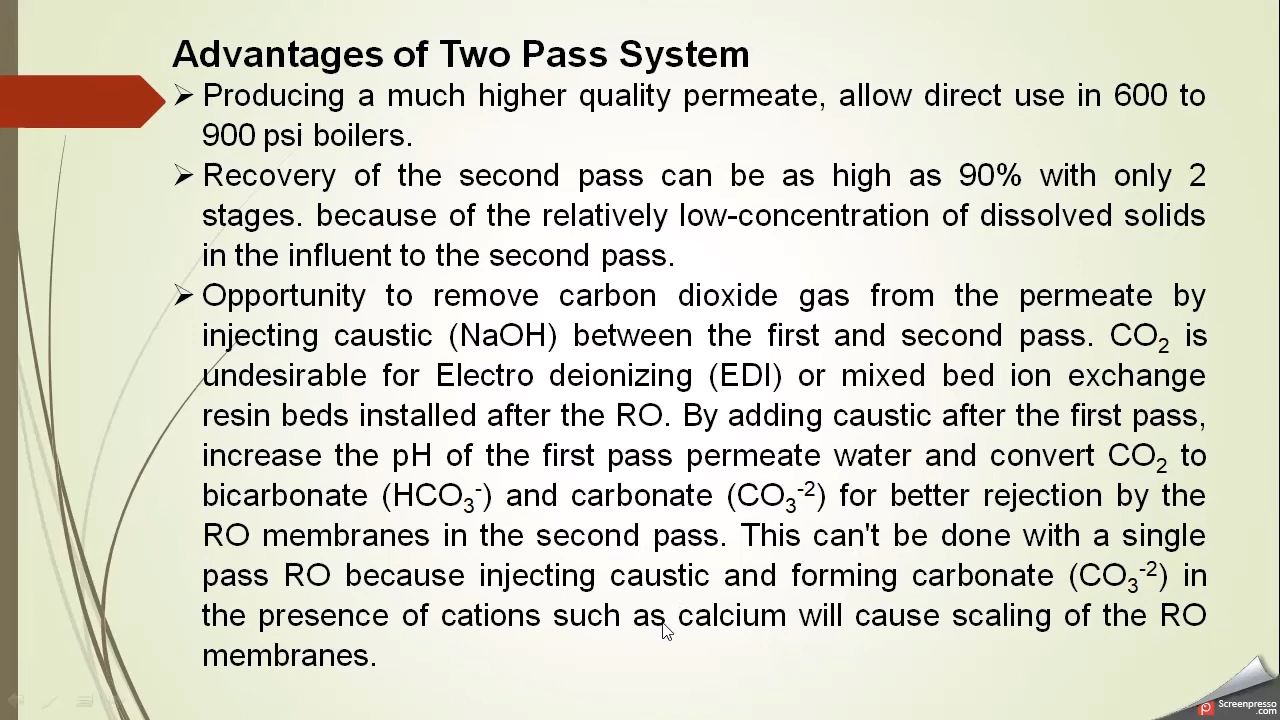 Advantages of Two Pass System
➢ Producing a much higher quality permeate, allow direct use in 600 to
900 psi boilers.
➢ Recovery of the second pass can be as high as 90% with only 2
stages. because of the relatively low-concentration of dissolved solids
in the influent to the second pass.
➢ Opportunity to remove carbon dioxide gas from the permeate by
injecting caustic (NaOH) between the first and second pass. CO₂ is
undesirable for Electro deionizing (EDI) or mixed bed ion exchange
resin beds installed after the RO. By adding caustic after the first pass,
increase the pH of the first pass permeate water and convert CO₂ to
bicarbonate (HCO₃⁻) and carbonate (CO₃⁻²) for better rejection by the
RO membranes in the second pass. This can't be done with a single
pass RO because injecting caustic and forming carbonate (CO₃⁻²) in
the presence of cations such as calcium will cause scaling of the RO
membranes.
Screenpresso
.com